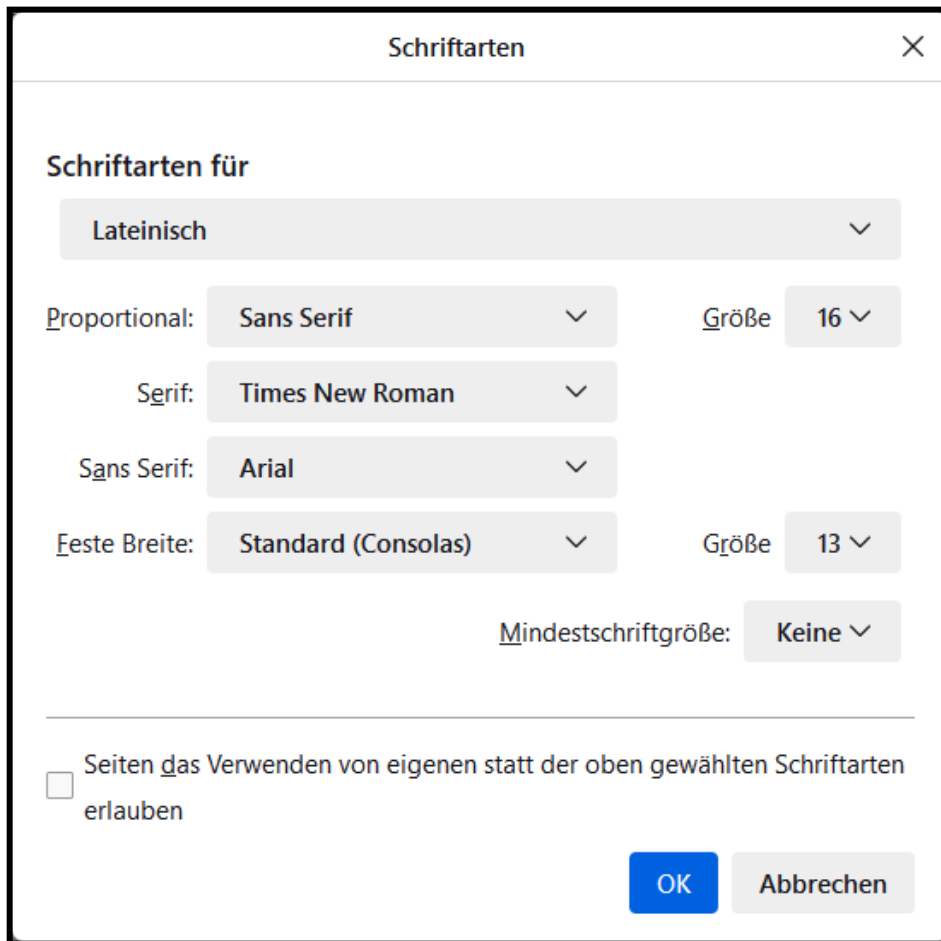 Schriftarten
Schriftarten für
Lateinisch
Proportional: Sans Serif Größe 16
Serif: Times New Roman
Sans Serif: Arial
Feste Breite: Standard (Consolas) Größe 13
Mindestschriftgröße: Keine
Seiten das Verwenden von eigenen statt der oben gewählten Schriftarten
erlauben
OK Abbrechen